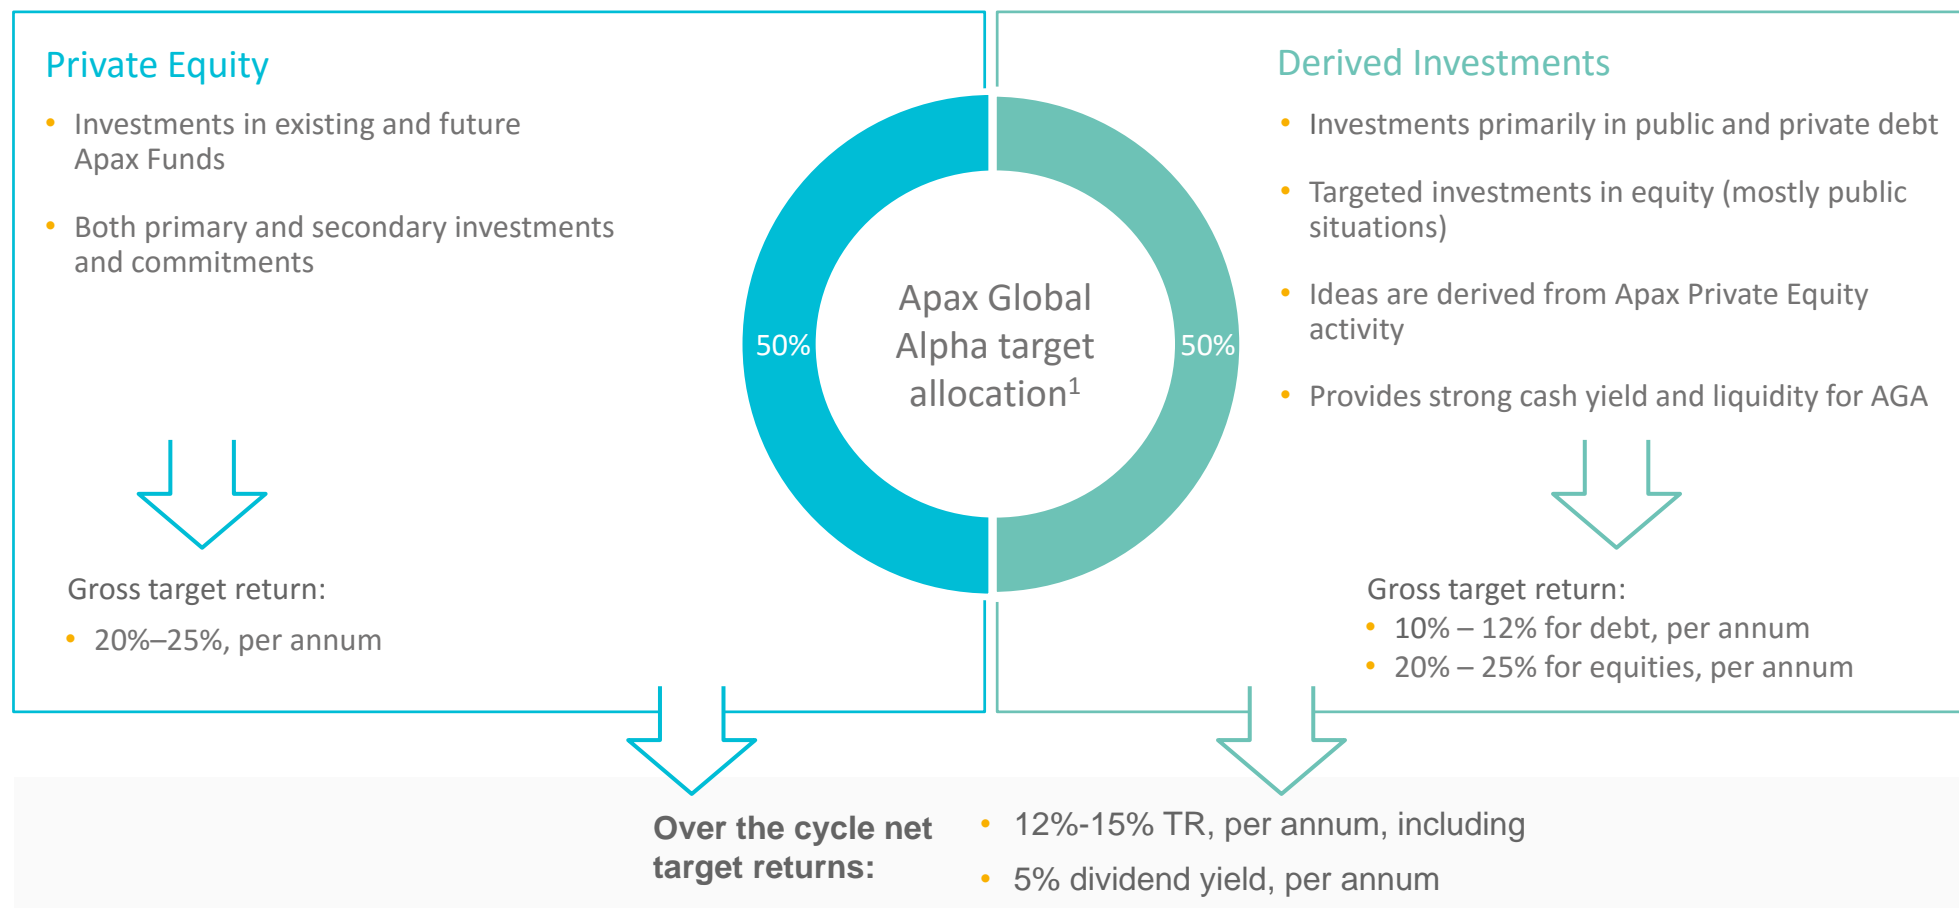 Private Equity
• Investments in existing and future
Apax Funds
• Both primary and secondary investments
and commitments
Gross target return:
• 20%–25%, per annum
50%
Apax Global
Alpha target
allocation1
50%
Derived Investments
• Investments primarily in public and private debt
• Targeted investments in equity (mostly public
situations)
• Ideas are derived from Apax Private Equity
activity
• Provides strong cash yield and liquidity for AGA
Gross target return:
• 10% – 12% for debt, per annum
• 20% – 25% for equities, per annum
Over the cycle net
target returns:
• 12%-15% TR, per annum, including
• 5% dividend yield, per annum